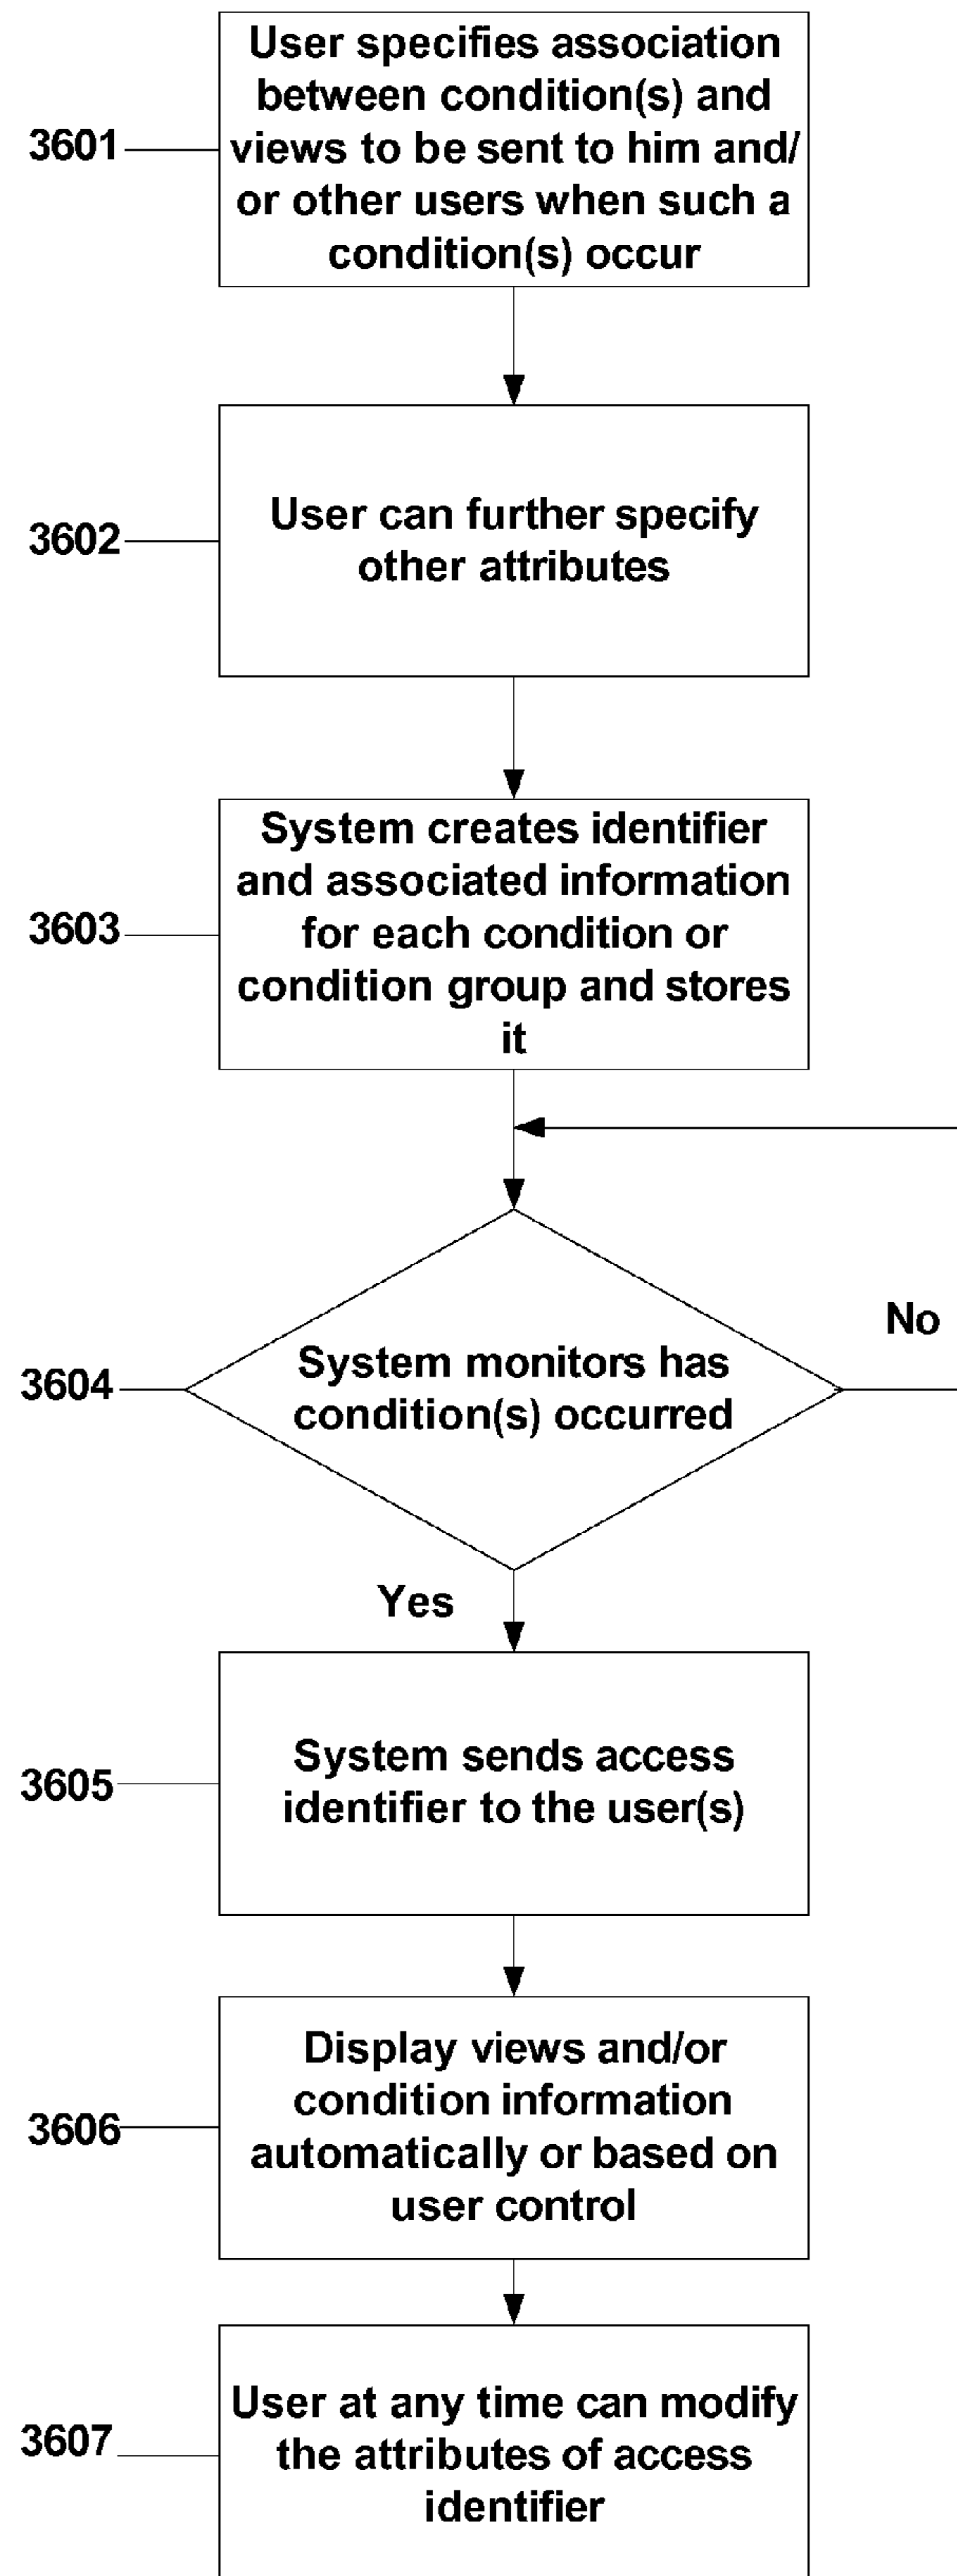 User specifies association
between condition(s) and
3601
views to be sent to him and/
or other users when such a
condition(s) occur
3602
User can further specify
other attributes
System creates identifier
and associated information
3603
for each condition or
condition group and stores
it
No
3604
System monitors has
condition(s) occurred
Yes
3605
System sends access
identifier to the user(s)
Display views and/or
condition information
3606
automatically or based on
user control
User at any time can modify
3607
the attributes of access
identifier